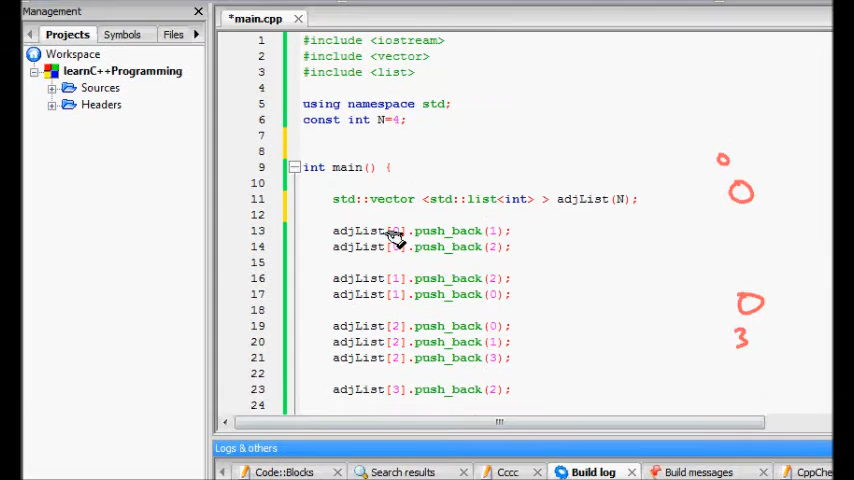 Management
*main.cpp
Projects Symbols Files
Workspace
learnC++Programming
Sources
Headers
1 #include <iostream>
2 #include <vector>
3 #include <list>
4
5 using namespace std;
6 const int N=4;
7
8
9 int main() {
10
11 std::vector <std::list<int> > adjList(N);
12
13 adjList[0].push_back(1);
14 adjList[0].push_back(2);
15
16 adjList[1].push_back(2);
17 adjList[1].push_back(0);
18
19 adjList[2].push_back(0);
20 adjList[2].push_back(1);
21 adjList[2].push_back(3);
22
23 adjList[3].push_back(2);
24
0
3
Logs & others
Code::Blocks Search results Cccc Build log Build messages CppChe